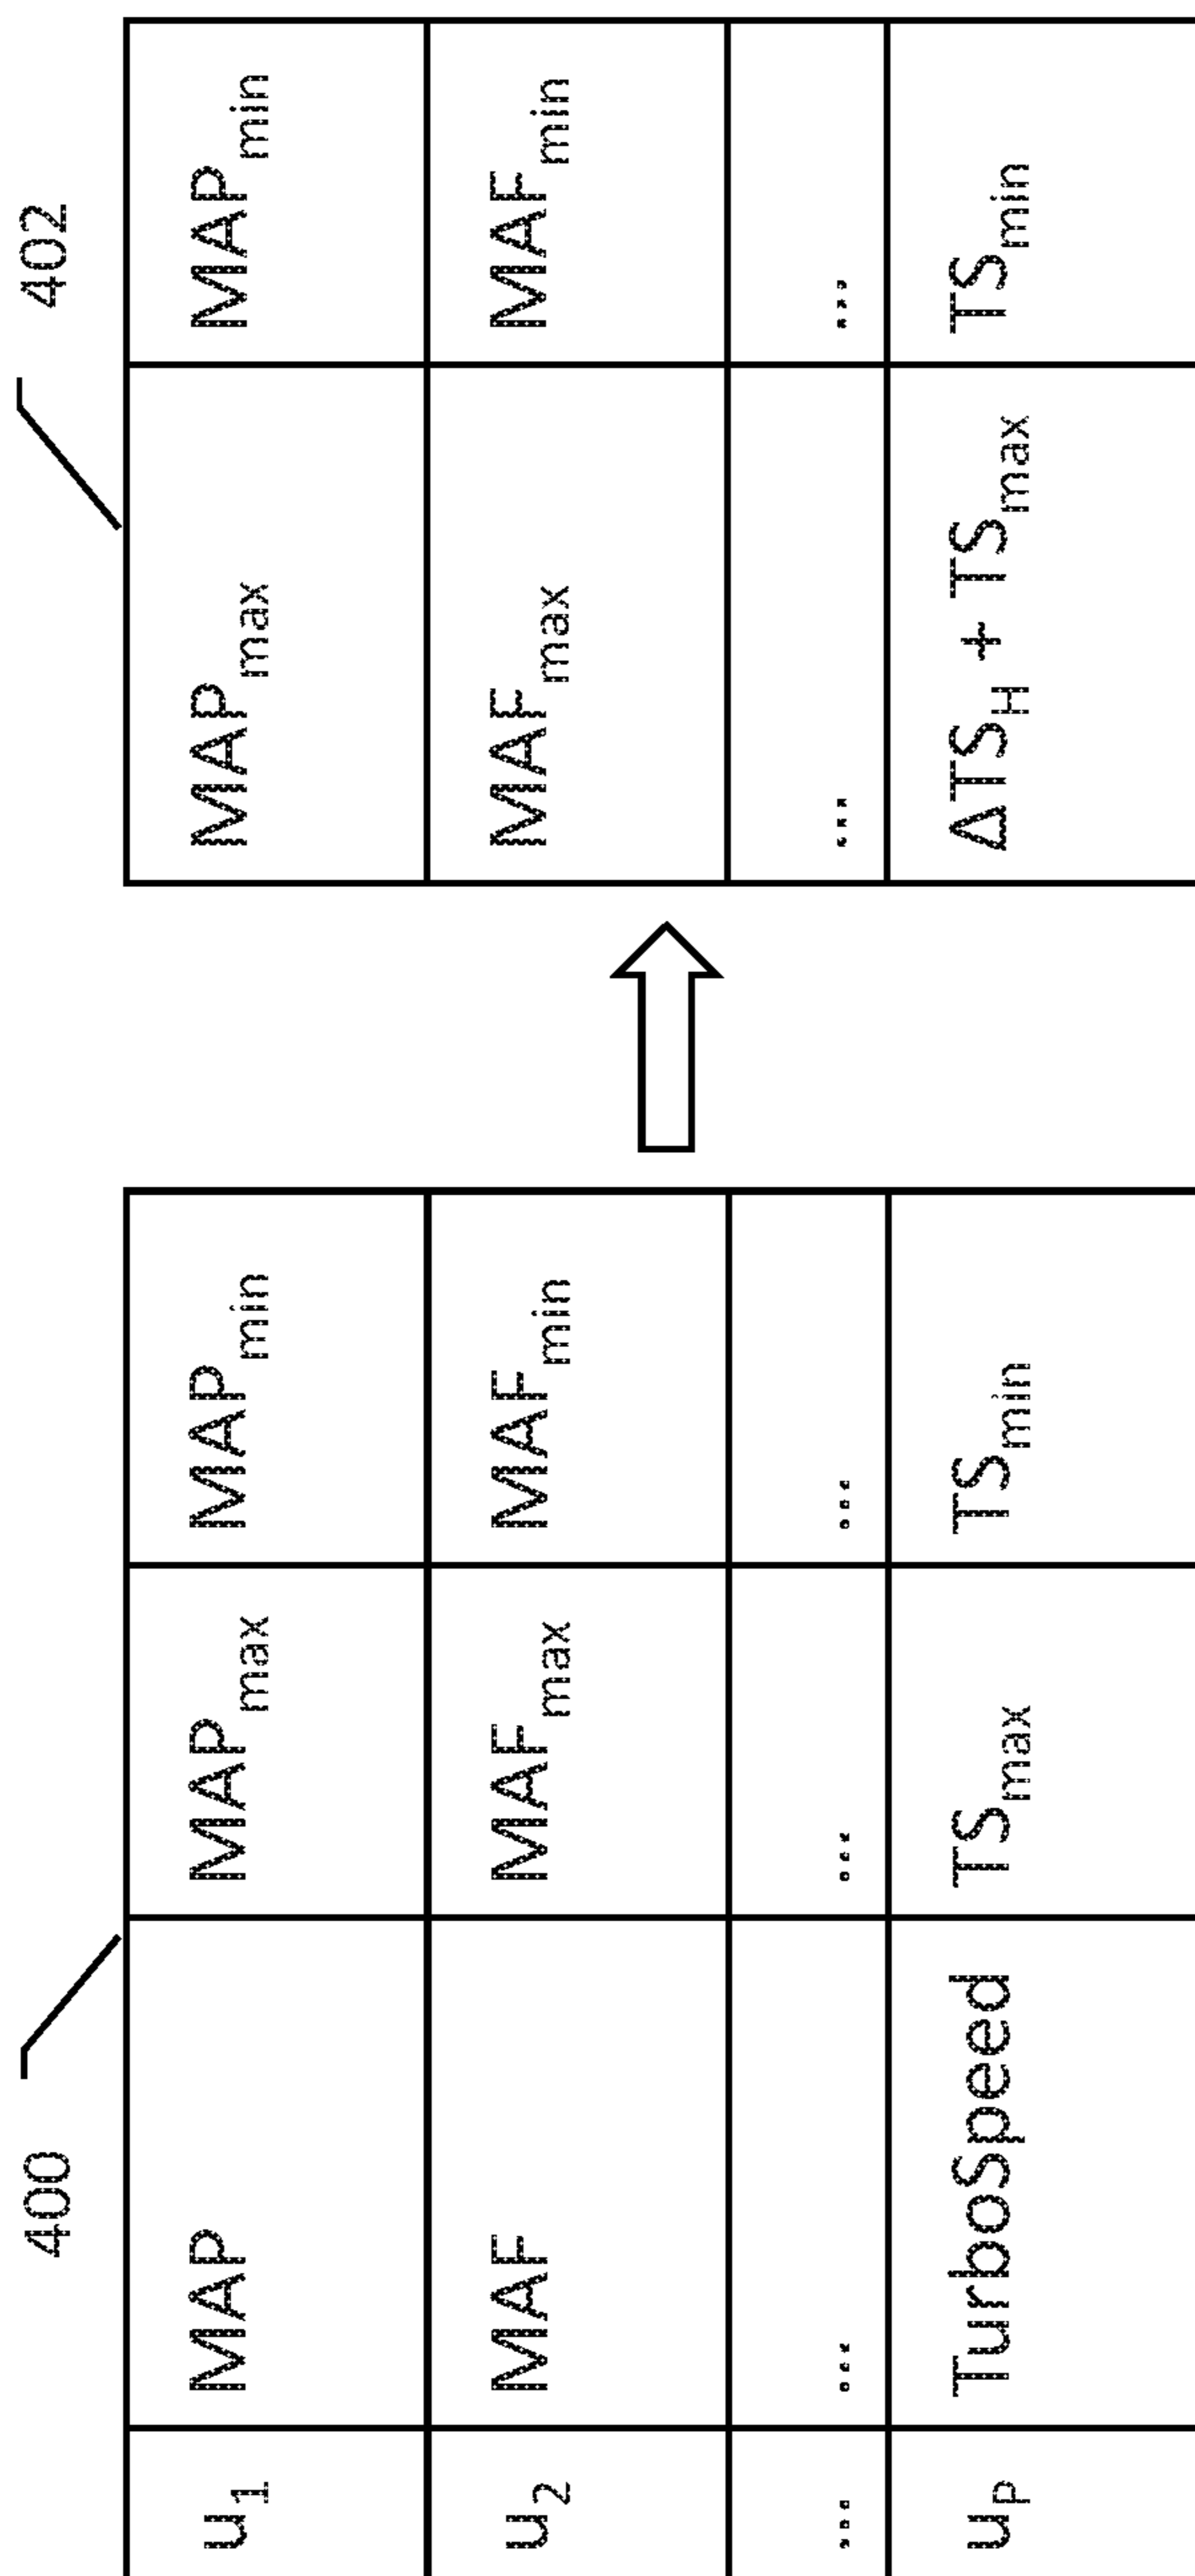 400
402
u1 MAP MAPmax MAPmin MAPmax MAPmin
u2 MAF MAFmax MAFmin MAFmax MAFmin
... ... ... ... ... ...
up TurboSpeed TSmax TSmin ΔTSH + TSmax TSmin